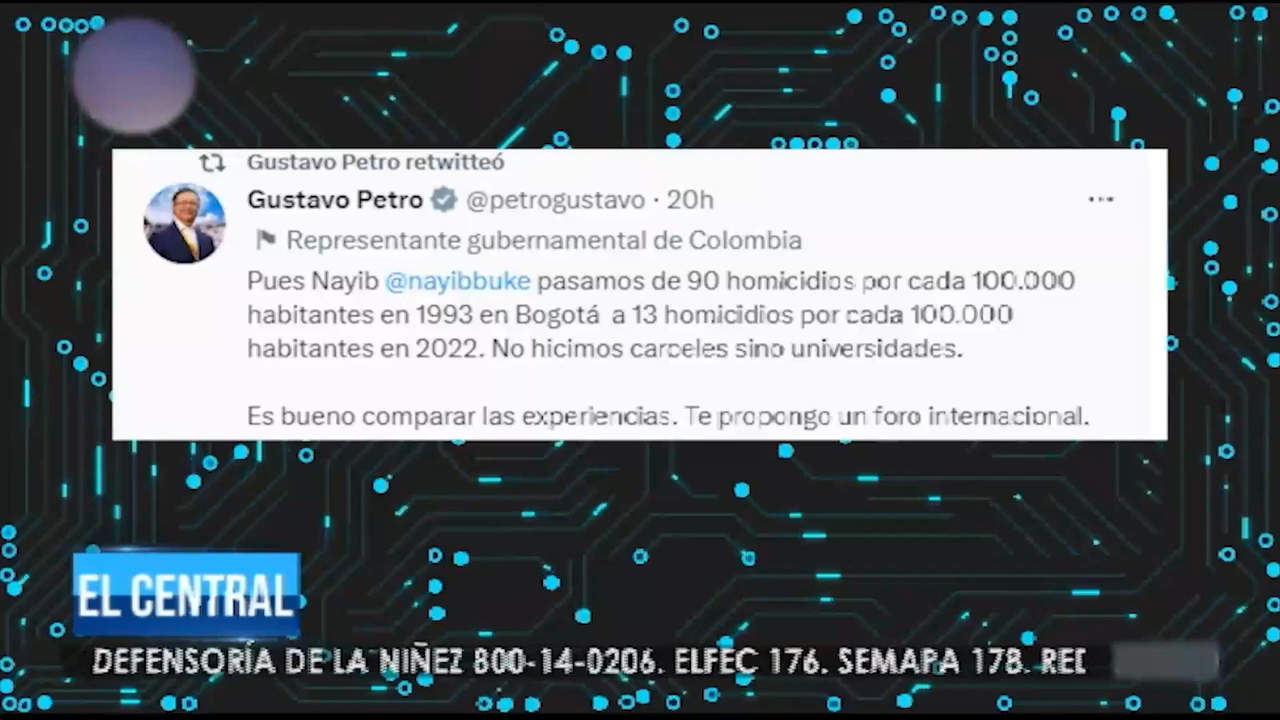 Gustavo Petro retwitteó
Gustavo Petro @petrogustavo · 20h
Representante gubernamental de Colombia
Pues Nayib @nayibbuke pasamos de 90 homicidios por cada 100.000
habitantes en 1993 en Bogotá a 13 homicidios por cada 100.000
habitantes en 2022. No hicimos carceles sino universidades.
Es bueno comparar las experiencias. Te propongo un foro internacional.
EL CENTRAL
DEFENSORÍA DE LA NIÑEZ 800-14-0206. ELFEC 176. SEMAPA 178. RED